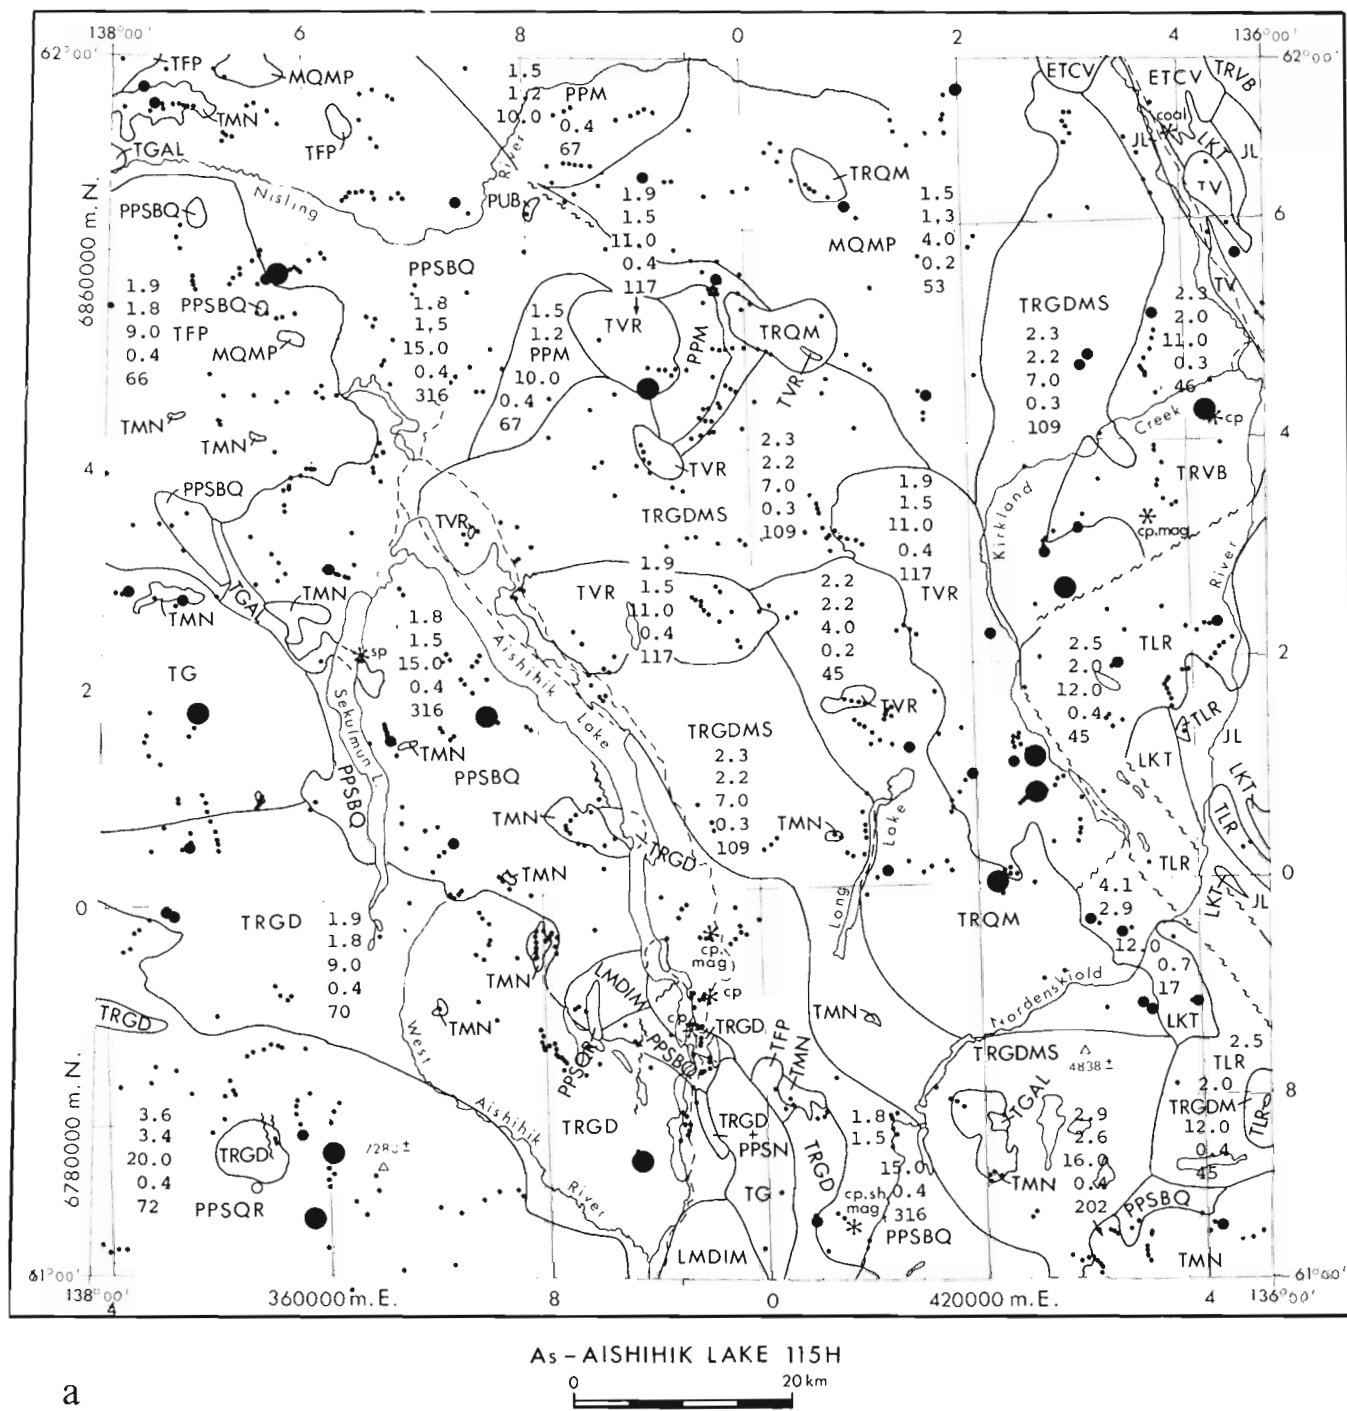 138°00'
6
8
0
2
4
136°00'
62°00'
62°00'
TFP
MQMP
TMN
TGAL
TFP
Nisling
River
1.5
1.2
PPM
10.0
0.4
67
ETCV
ETCV
TRVB
coal
JL
LKT
JL
TV
TV
6
TRQM
MQMP
1.5
1.3
4.0
0.2
53
PUB
1.9
1.5
11.0
0.4
117
PPSBQ
6860000 m. N.
1.9
1.8
9.0
0.4
66
PPSBQ
TFP
MQMP
TMN
TMN
PPSBQ
1.8
1.5
15.0
0.4
316
1.5
1.2
PPM
10.0
0.4
67
TVR
PPM
TRQM
TVR
TVR
TRGDMS
2.3
2.2
7.0
0.3
109
2.3
2.0
11.0
0.3
46
Creek
cp
TRVB
4
4
cp.mag
Kirkland
River
PPSBQ
TVR
TRGDMS
2.3
2.2
7.0
0.3
109
1.9
1.5
11.0
0.4
117
TVR
TGAL
TMN
TMN
sp
1.8
1.5
15.0
0.4
316
Aishihik
Lake
TVR
1.9
1.5
11.0
0.4
117
2.2
2.2
4.0
0.2
45
TVR
2.5
2.0
12.0
0.4
45
TLR
2
2
TG
Sekulmun L.
PPSBQ
TMN
PPSBQ
TMN
TRGDMS
2.3
2.2
7.0
0.3
109
TMN
Long
Lake
TLR
JL
LKT
LKT
TLR
TLR
LKT
JL
0
0
TRGD
TMN
TRGD
1.9
1.8
9.0
0.4
70
TMN
TMN
LMDIM
cp.
mag
cp
cp
TRGD
PPSBQ
PPSQR
TRQM
4.1
2.9
12.0
0.7
17
LKT
Nordenskiold
TMN
TRGD
West
Aishihik
River
TFP
TMN
TRGDMS
4838±
TGAL
2.5
TLR
2.0
TRGDM
12.0
0.4
45
TLR
8
6780000 m. N.
3.6
3.4
20.0
0.4
72
TRGD
PPSQR
TRGD
TRGD
+
PPSN
TG
TRGD
1.8
1.5
15.0
0.4
316
cp.sh
mag
PPSBQ
2.9
2.6
16.0
0.4
202
TMN
PPSBQ
TMN
LMDIM
61°00'
61°00'
138°00'
4
360000m.E.
8
0
420000 m.E.
4
136°00'
As – AISHIHIK LAKE 115H
0
20 km
a